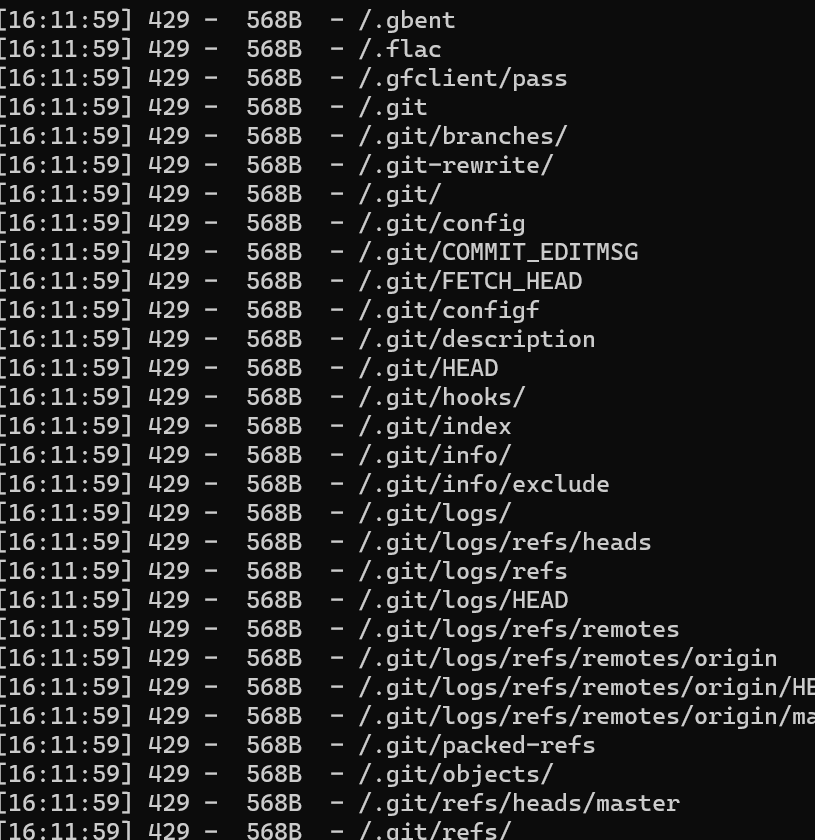 [16:11:59] 429 -  568B  - /.gbent
[16:11:59] 429 -  568B  - /.flac
[16:11:59] 429 -  568B  - /.gfclient/pass
[16:11:59] 429 -  568B  - /.git
[16:11:59] 429 -  568B  - /.git/branches/
[16:11:59] 429 -  568B  - /.git-rewrite/
[16:11:59] 429 -  568B  - /.git/
[16:11:59] 429 -  568B  - /.git/config
[16:11:59] 429 -  568B  - /.git/COMMIT_EDITMSG
[16:11:59] 429 -  568B  - /.git/FETCH_HEAD
[16:11:59] 429 -  568B  - /.git/configf
[16:11:59] 429 -  568B  - /.git/description
[16:11:59] 429 -  568B  - /.git/HEAD
[16:11:59] 429 -  568B  - /.git/hooks/
[16:11:59] 429 -  568B  - /.git/index
[16:11:59] 429 -  568B  - /.git/info/
[16:11:59] 429 -  568B  - /.git/info/exclude
[16:11:59] 429 -  568B  - /.git/logs/
[16:11:59] 429 -  568B  - /.git/logs/refs/heads
[16:11:59] 429 -  568B  - /.git/logs/refs
[16:11:59] 429 -  568B  - /.git/logs/HEAD
[16:11:59] 429 -  568B  - /.git/logs/refs/remotes
[16:11:59] 429 -  568B  - /.git/logs/refs/remotes/origin
[16:11:59] 429 -  568B  - /.git/logs/refs/remotes/origin/HE
[16:11:59] 429 -  568B  - /.git/logs/refs/remotes/origin/ma
[16:11:59] 429 -  568B  - /.git/packed-refs
[16:11:59] 429 -  568B  - /.git/objects/
[16:11:59] 429 -  568B  - /.git/refs/heads/master
[16:11:59] 429 -  568B  - /.git/refs/